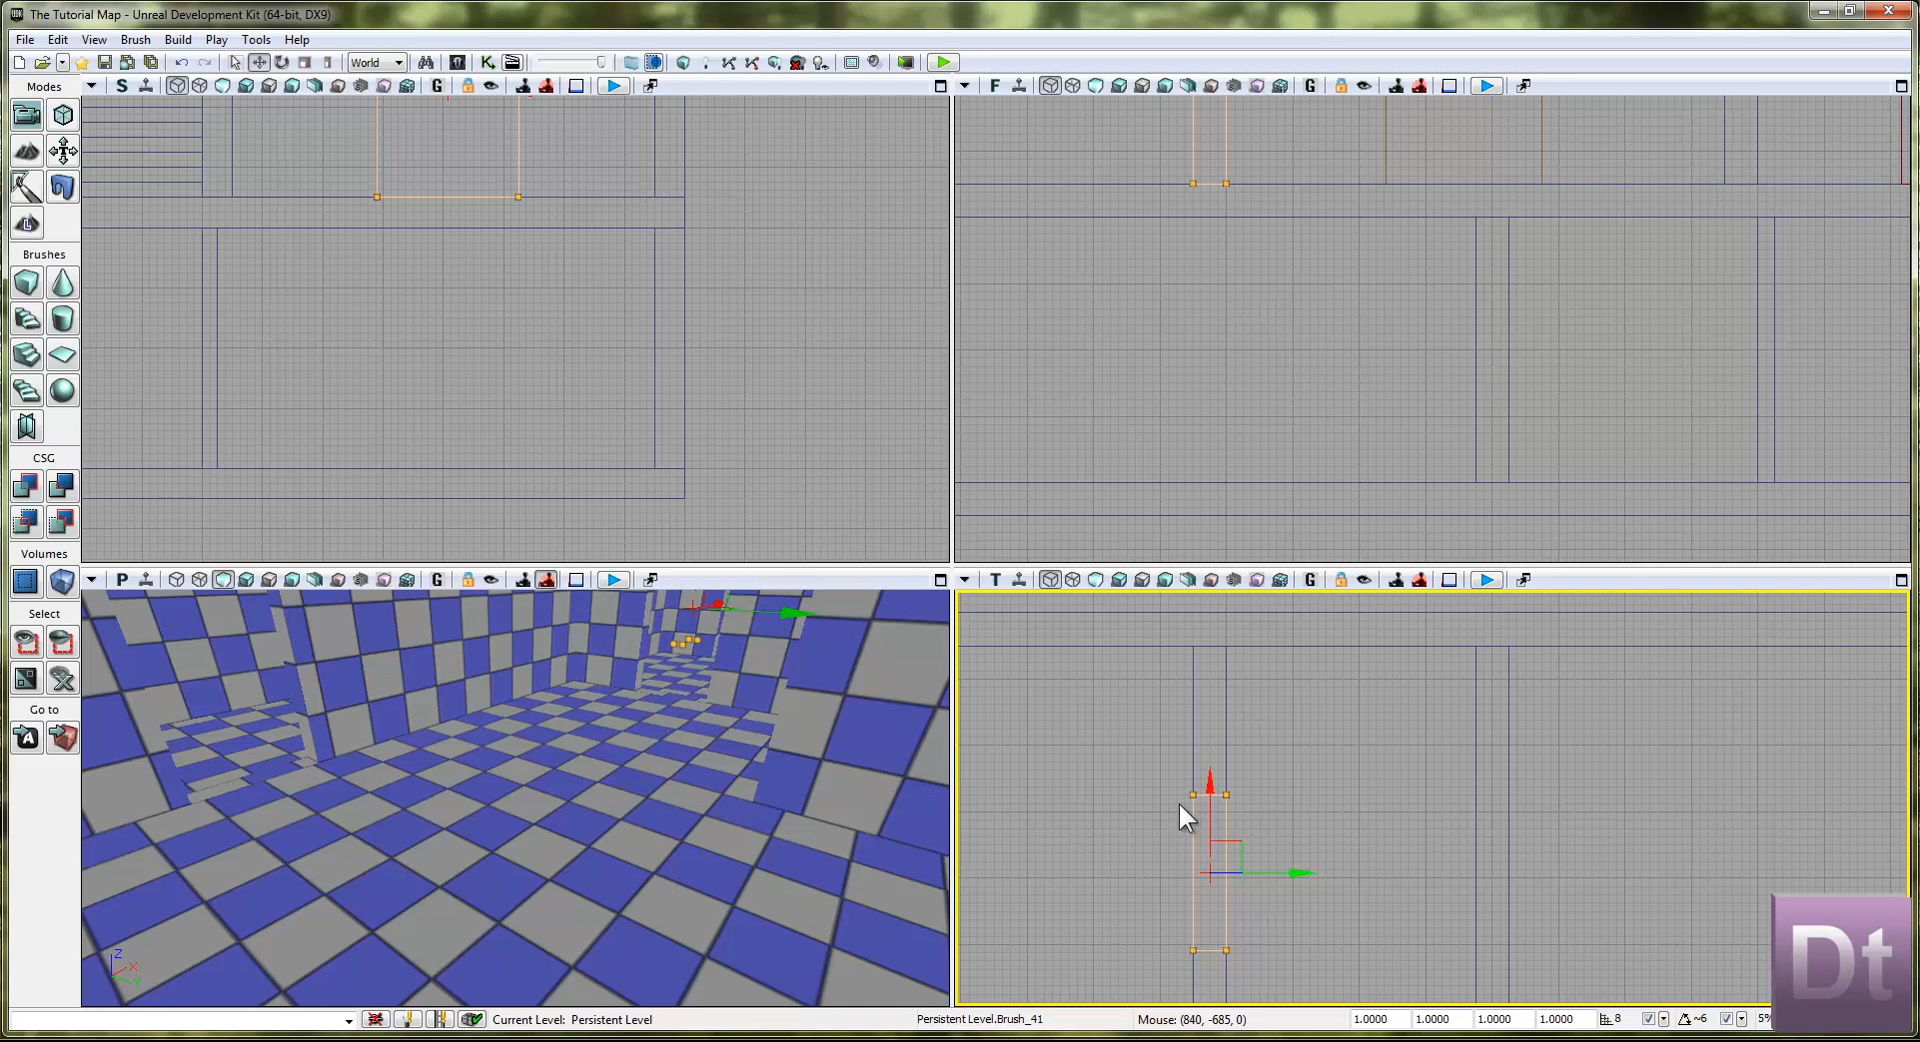 The Tutorial Map - Unreal Development Kit (64-bit, DX9)
File Edit View Brush Build Play Tools Help
World
Modes
S G
F G
Brushes
CSG
Volumes
P G
T G
Select
Go to
Z
X
Y
Dt
Current Level: Persistent Level
Persistent Level.Brush_41
Mouse: (840, -685, 0)
1.0000 1.0000 1.0000 1.0000 8 ~6 5%